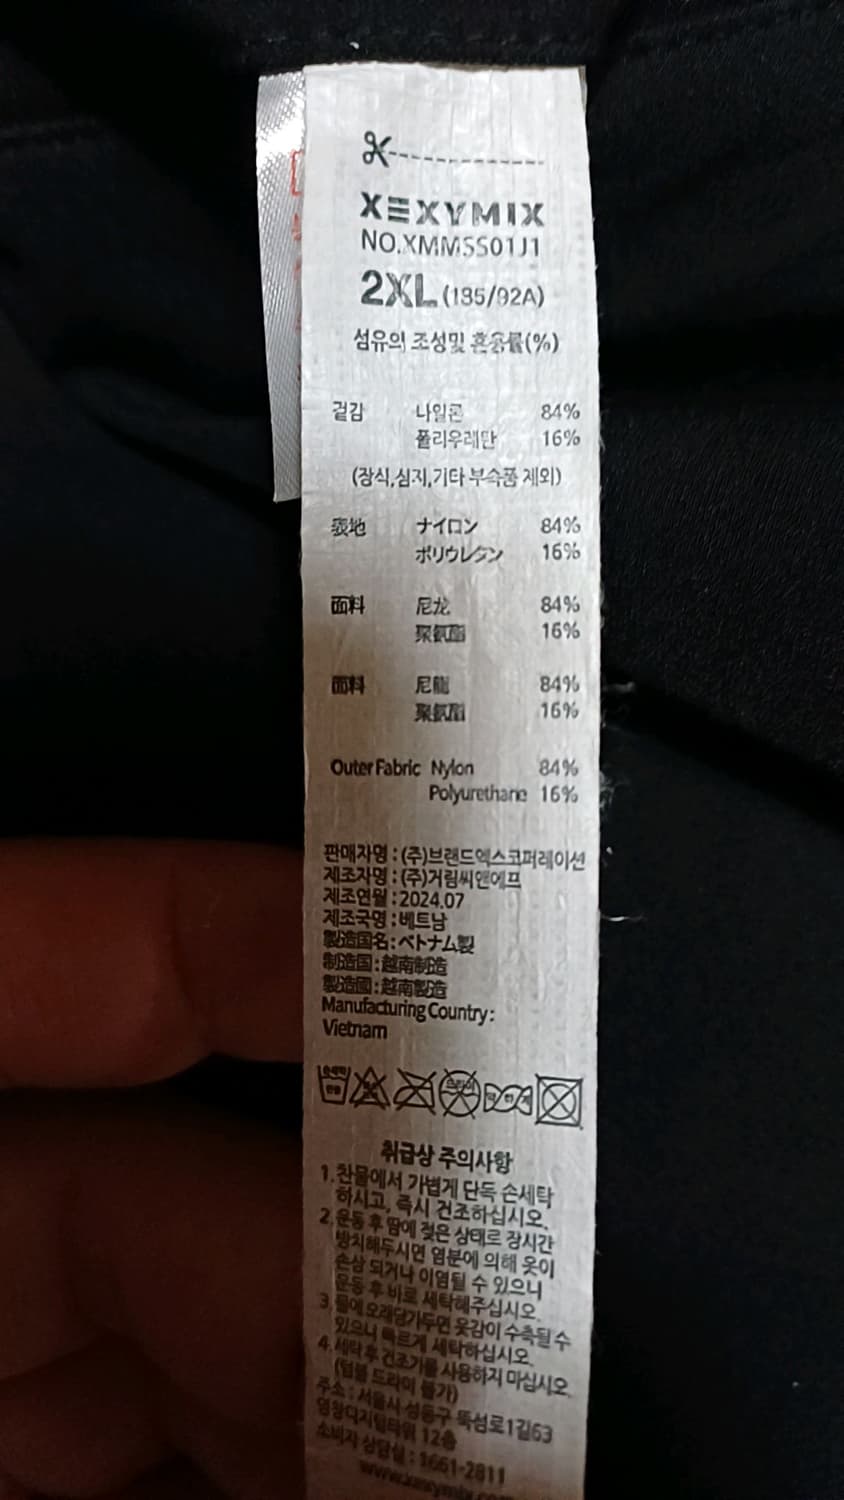 XEXYMIX
NO.XMMSS01J1
2XL (185/92A)
섬유의 조성및 혼용률(%)
겉감 나일론 84%
폴리우레탄 16%
(장식,심지,기타 부속품 제외)
表地 ナイロン 84%
ポリウレタン 16%
面料 尼龙 84%
聚氨酯 16%
面料 尼龍 84%
聚氨酯 16%
Outer Fabric Nylon 84%
Polyurethane 16%
판매자명 : (주)브랜드엑스코퍼레이션
제조자명 : (주)거림씨앤에프
제조연월 : 2024.07
제조국명 : 베트남
製造国名 : ベトナム製
制造国 : 越南制造
製造國 : 越南製造
Manufacturing Country :
Vietnam
취급상 주의사항
1. 찬물에서 가볍게 단독 손세탁
하시고, 즉시 건조하십시오.
2. 운동 후 땀에 젖은 상태로 장시간
방치해두시면 염분에 의해 옷이
손상 되거나 이염될 수 있으니
운동 후 바로 세탁해주십시오.
3. 물에 오래담가두면 옷감이 수축될 수
있으니 빠르게 세탁하십시오.
4. 세탁 후 건조기를 사용하지 마십시오.
(텀블 드라이 불가)
주소 : 서울시 성동구 뚝섬로1길63
영창디지털타워 12층
소비자 상담실 : 1661-2811
www.xexymix.com